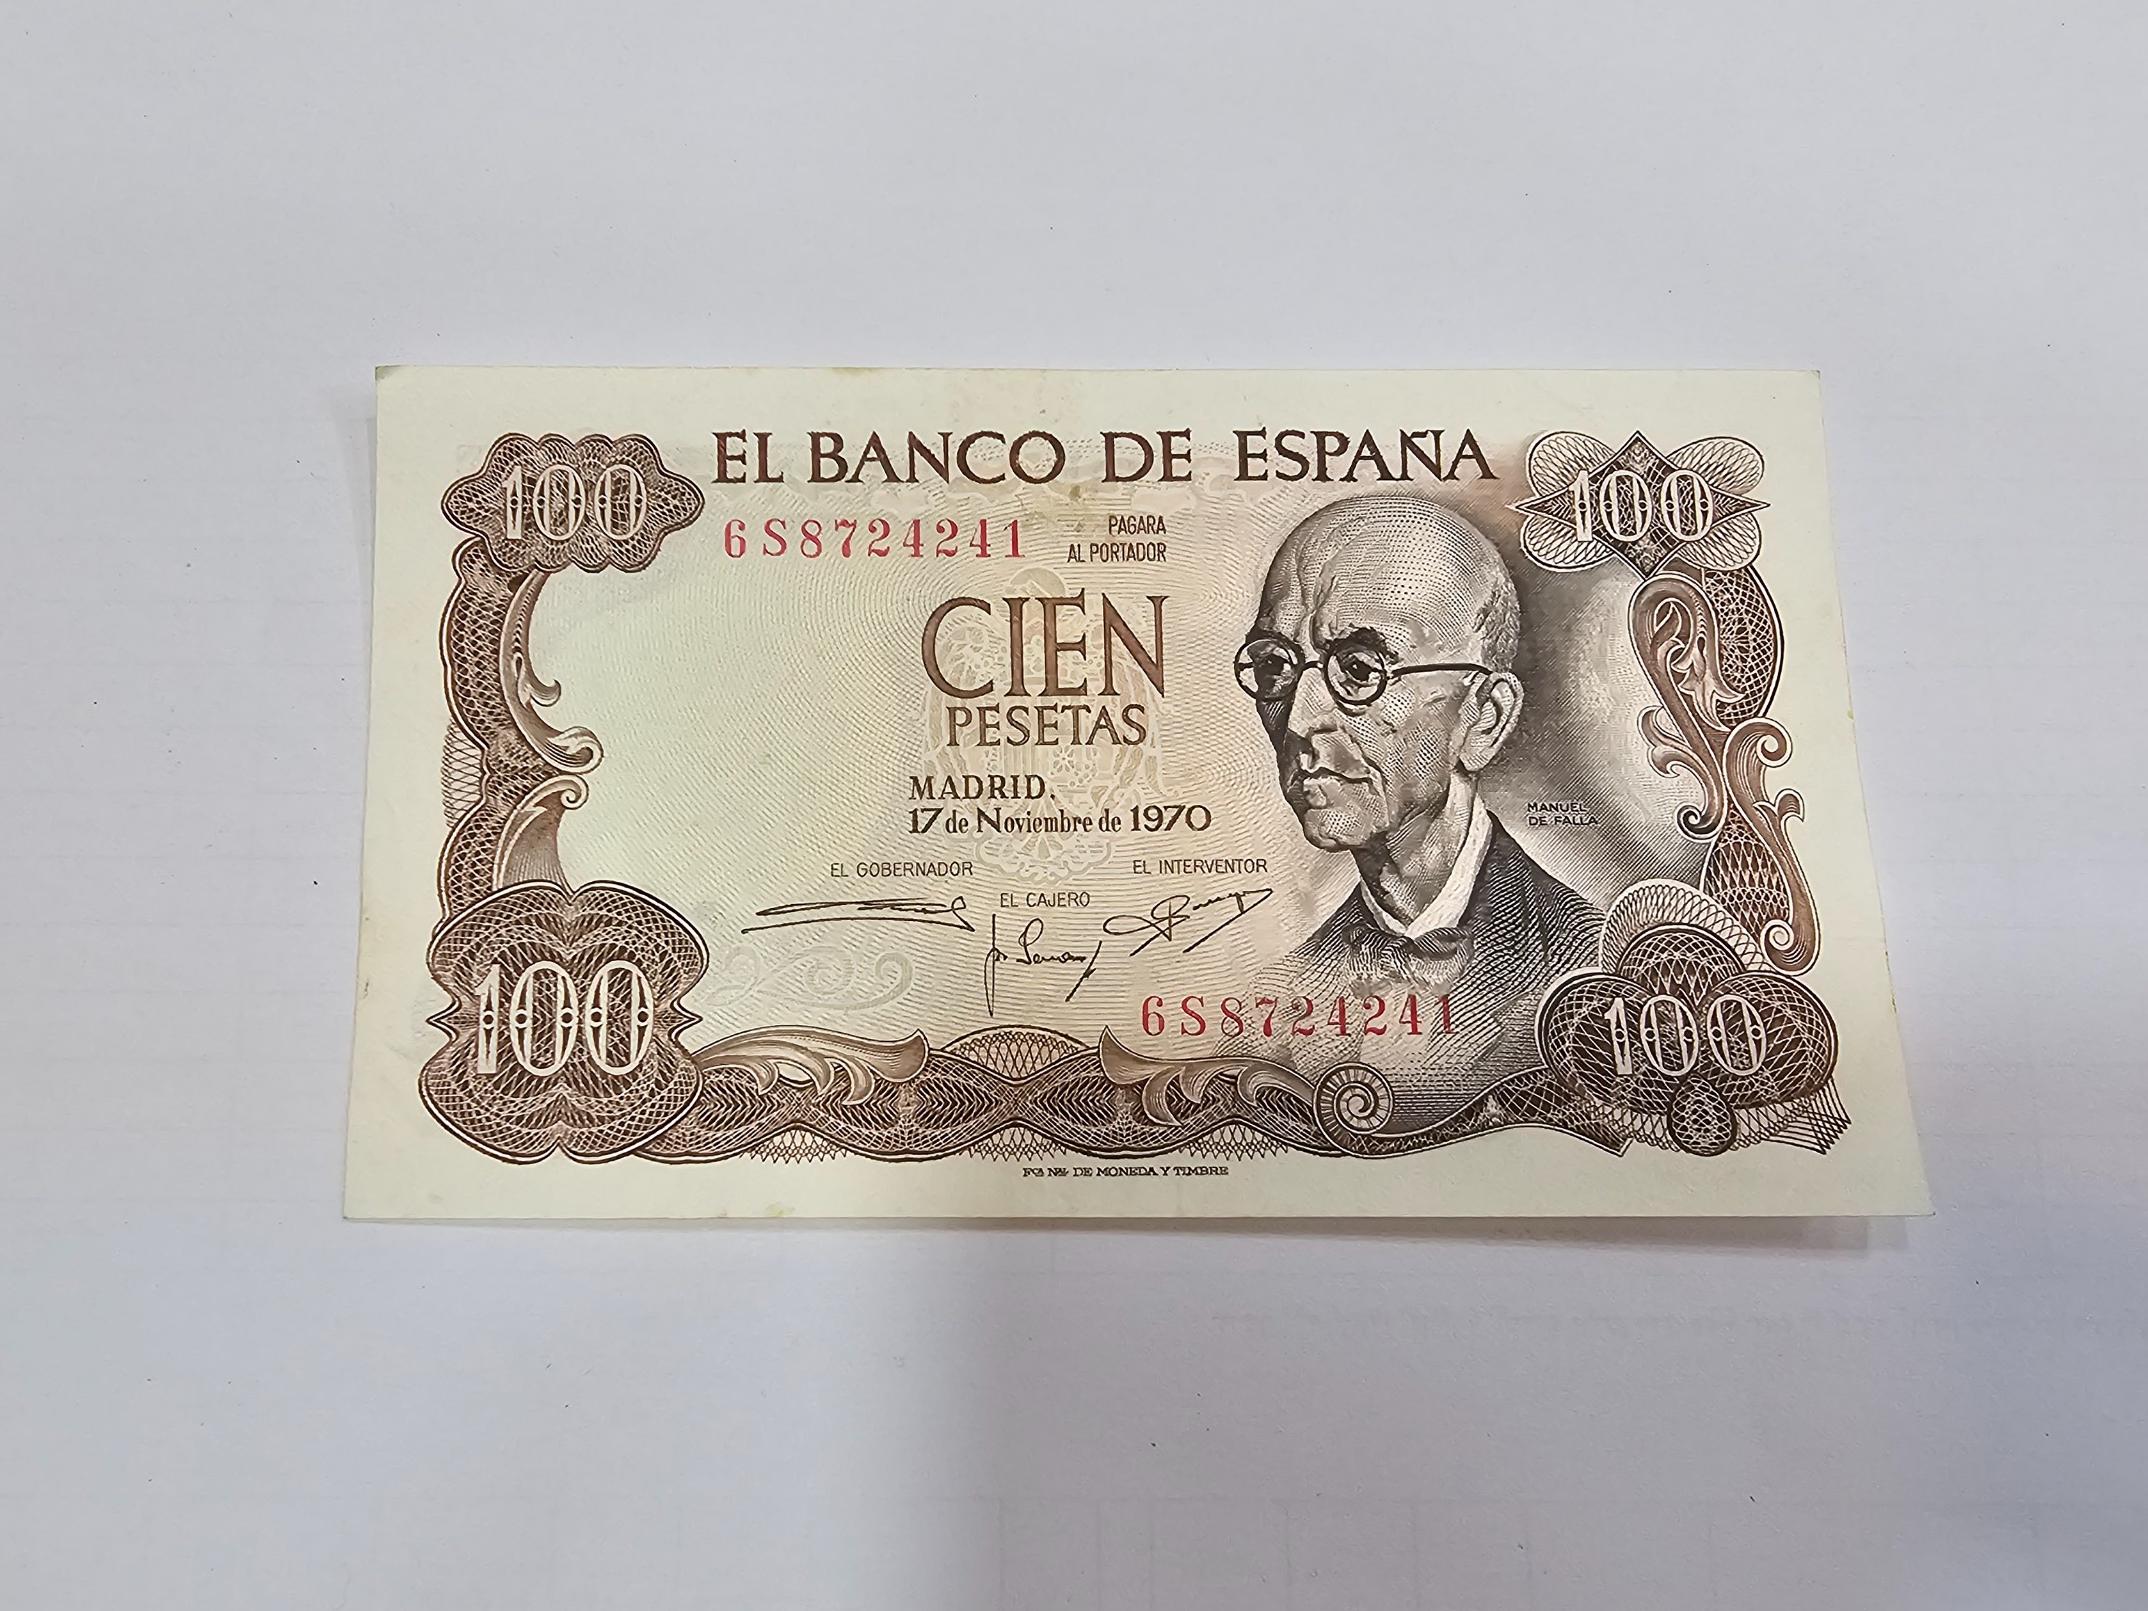 EL BANCO DE ESPAÑA
100
100
6S8724241
PAGARA
AL PORTADOR
CIEN
PESETAS
MADRID.
17 de Noviembre de 1970
MANUEL
DE FALLA
EL GOBERNADOR
EL INTERVENTOR
EL CAJERO
6S8724241
100
100
FCA NAL DE MONEDA Y TIMBRE